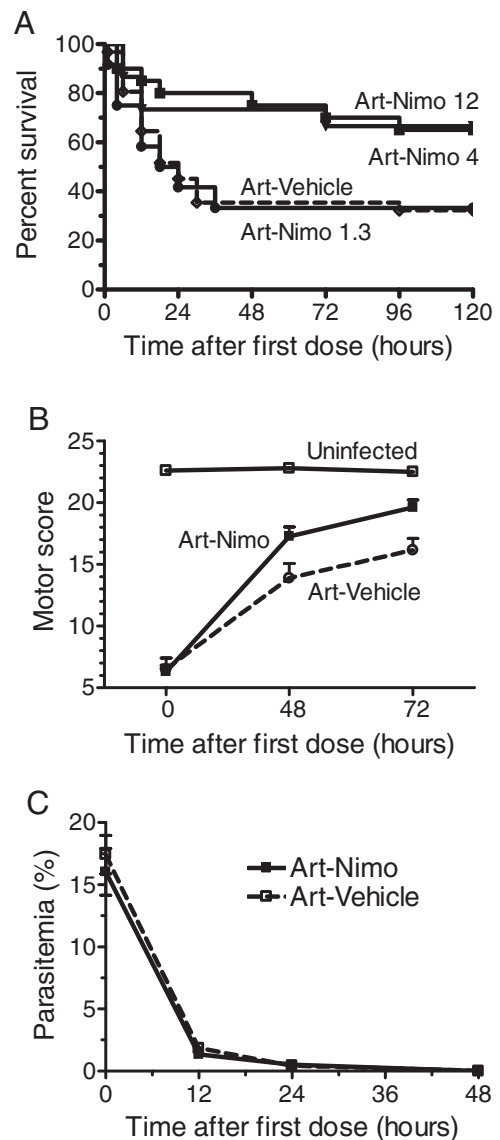 A
Percent survival
100
80
60
40
20
0
Art-Nimo 12
Art-Nimo 4
Art-Vehicle
Art-Nimo 1.3
0 24 48 72 96 120
Time after first dose (hours)
B
Motor score
25
20
15
10
5
Uninfected
Art-Nimo
Art-Vehicle
0 48 72
Time after first dose (hours)
C
Parasitemia (%)
20
15
10
5
0
Art-Nimo
Art-Vehicle
0 12 24 36 48
Time after first dose (hours)